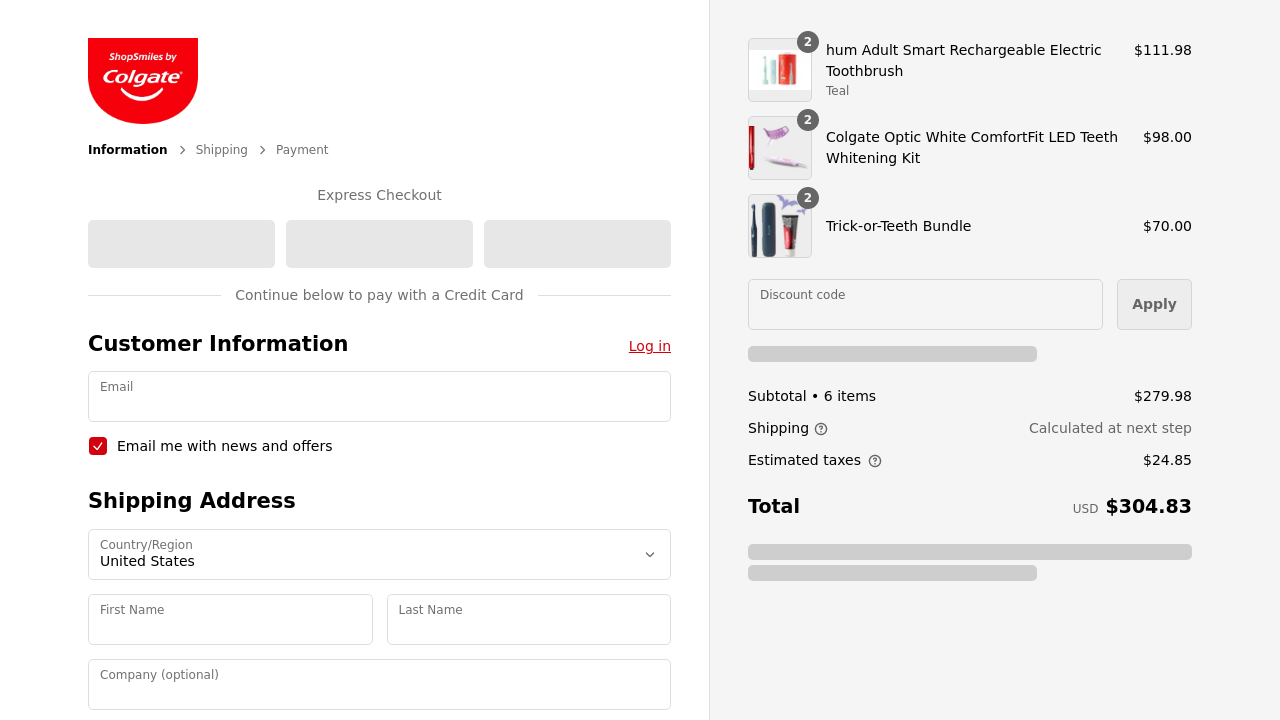 ShopSmiles by
Colgate
Information
Shipping
Payment
Express Checkout
Continue below to pay with a Credit Card
Customer Information
Log in
Email
Email me with news and offers
Shipping Address
Country/Region
United States
First Name
Last Name
Company (optional)
2
hum Adult Smart Rechargeable Electric
Toothbrush
Teal
$111.98
2
Colgate Optic White ComfortFit LED Teeth
Whitening Kit
$98.00
2
Trick-or-Teeth Bundle
$70.00
Discount code
Apply
Subtotal • 6 items
$279.98
Shipping
Calculated at next step
Estimated taxes
$24.85
Total
USD $304.83